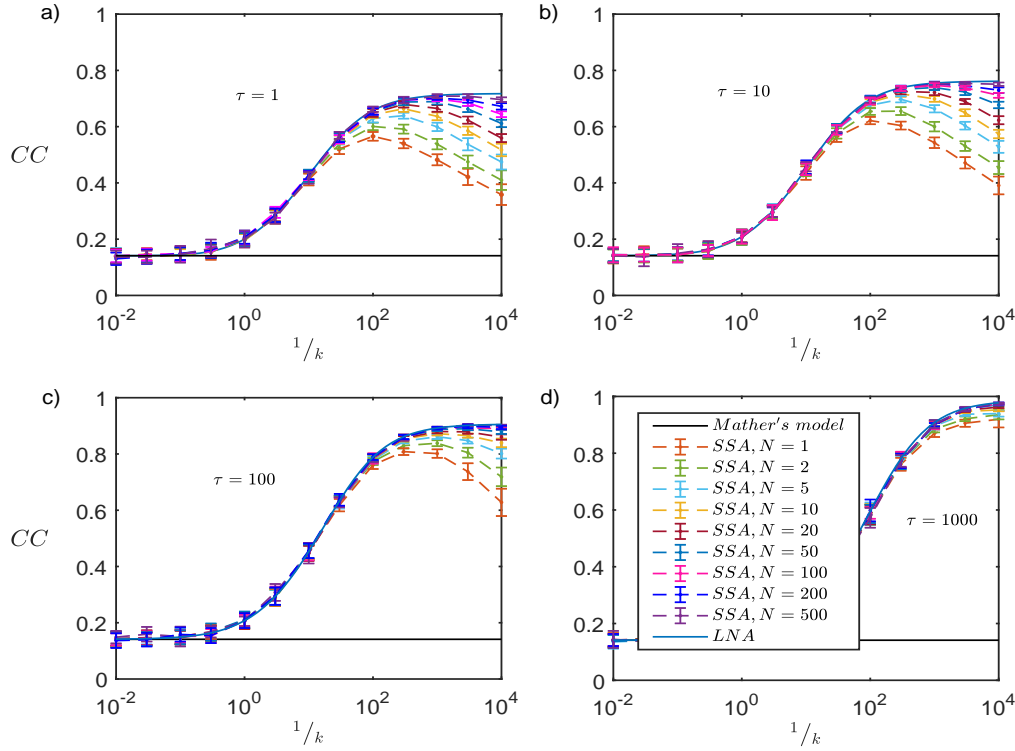 a)
1
0.8
0.6
CC
0.4
0.2
0
τ = 1
10^-2
10^0
10^2
10^4
1/k
b)
1
0.8
0.6
0.4
0.2
0
τ = 10
10^-2
10^0
10^2
10^4
1/k
c)
1
0.8
0.6
CC
0.4
0.2
0
τ = 100
10^-2
10^0
10^2
10^4
1/k
d)
1
0.8
0.6
0.4
0.2
0
Mather's model
SSA, N = 1
SSA, N = 2
SSA, N = 5
SSA, N = 10
SSA, N = 20
SSA, N = 50
SSA, N = 100
SSA, N = 200
SSA, N = 500
LNA
τ = 1000
10^-2
10^0
10^2
10^4
1/k